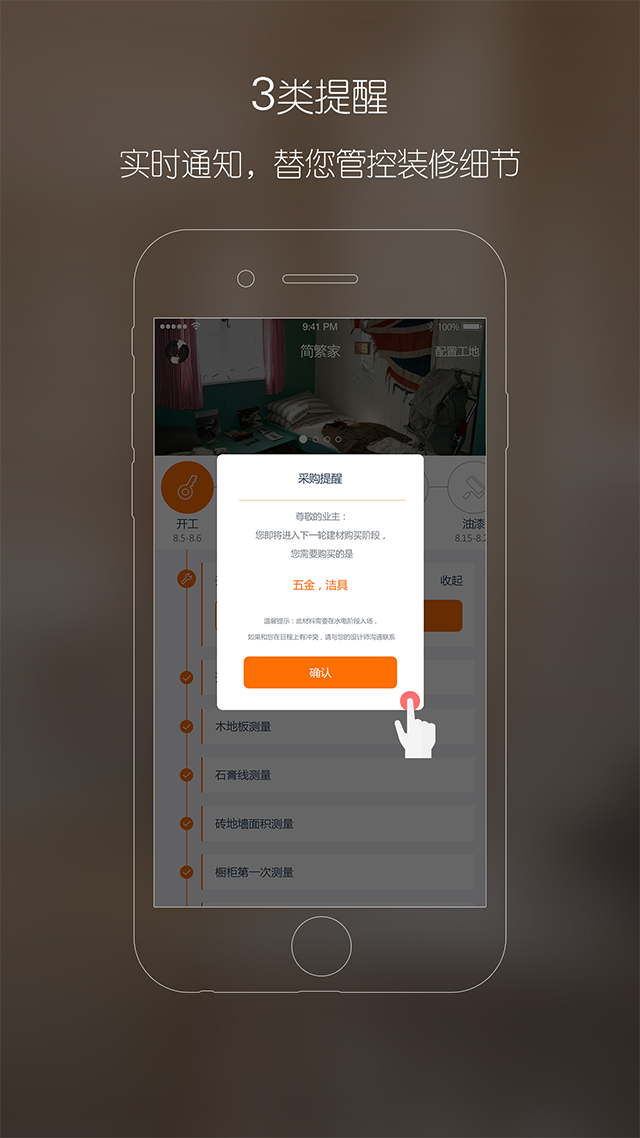 3类提醒
实时通知，替您管控装修细节
9:41 PM
100%
简繁家
配置工地
采购提醒
尊敬的业主：
您即将进入下一轮建材购买阶段，
您需要购买的是
五金，洁具
温馨提示：此材料需要在水电阶段入场，
如果和您在日程上有冲突，请与您的设计师沟通联系
确认
开工
8.5-8.6
油漆
8.15-8.2
收起
木地板测量
石膏线测量
砖地墙面积测量
橱柜第一次测量